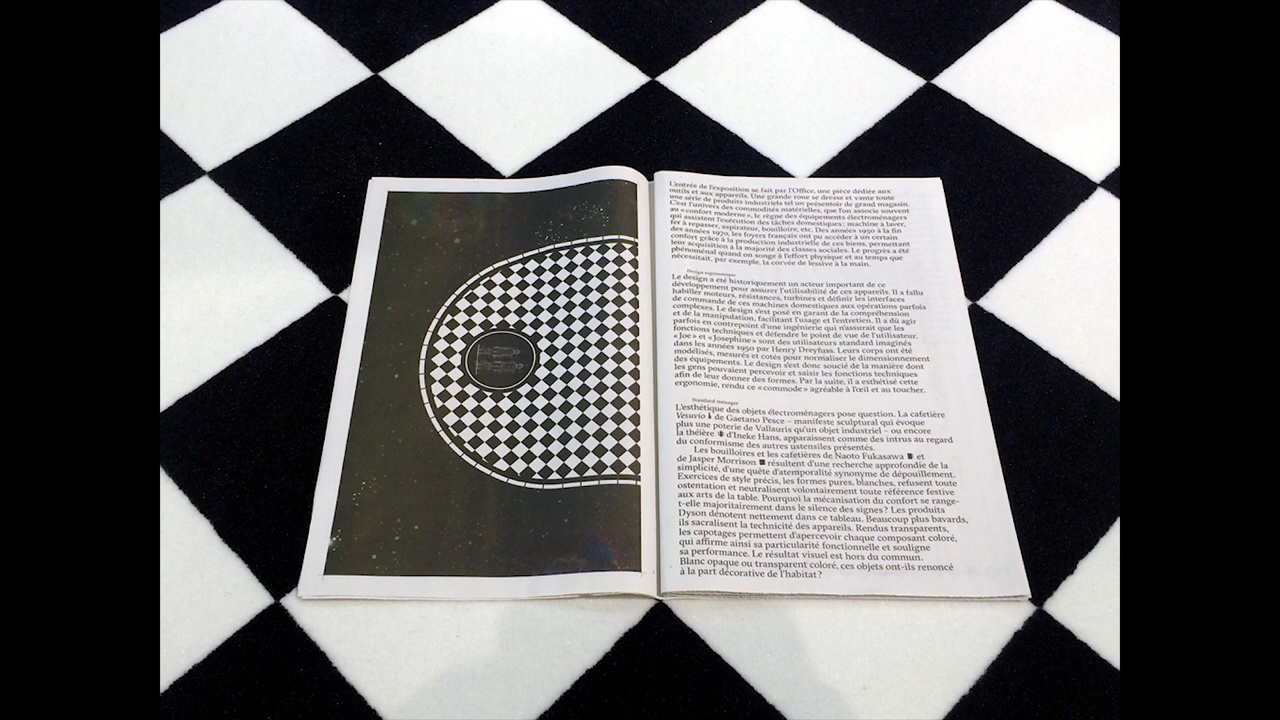 L'entrée de l'exposition se fait par l'Office, une pièce dédiée aux
outils et aux appareils. Une grande roue se dresse et vante toute
une série de produits industriels tel un présentoir de grand magasin.
C'est l'univers des commodités matérielles, que l'on associe souvent
au « confort moderne », le règne des équipements électroménagers
qui assistent l'exécution des tâches domestiques ; machine à laver,
fer à repasser, aspirateur, bouilloire, etc. Des années 1950 à la fin
des années 1970, les foyers français ont pu accéder à un certain
confort grâce à la production industrielle de ces biens, permettant
leur acquisition à la majorité des classes sociales. Le progrès a été
phénoménal quand on songe à l'effort physique et au temps que
nécessitait, par exemple, la corvée de lessive à la main.
Design ergonomique
Le design a été historiquement un acteur important de ce
développement pour assurer l'utilisabilité de ces appareils. Il a fallu
habiller moteurs, résistances, turbines et définir les interfaces
de commande de ces machines domestiques aux opérations parfois
complexes. Le design s'est posé en garant de la compréhension
et de la manipulation, facilitant l'usage et l'entretien. Il a dû agir
parfois en contrepoint d'une ingénierie qui n'assurait que les
fonctions techniques et défendre le point de vue de l'utilisateur.
« Joe » et « Josephine » sont des utilisateurs standard imaginés
dans les années 1950 par Henry Dreyfuss. Leurs corps ont été
modélisés, mesurés et cotés pour normaliser le dimensionnement
des équipements. Le design s'est donc soucié de la manière dont
les gens pouvaient percevoir et saisir les fonctions techniques
afin de leur donner des formes. Par la suite, il a esthétisé cette
ergonomie, rendu ce « commode » agréable à l'œil et au toucher.
Standard ménager
L'esthétique des objets électroménagers pose question. La cafetière
Vesuvio de Gaetano Pesce – manifeste sculptural qui évoque
plus une poterie de Vallauris qu'un objet industriel – ou encore
la théière d'Ineke Hans, apparaissent comme des intrus au regard
du conformisme des autres ustensiles présentés.
Les bouilloires et les cafetières de Naoto Fukasawa et
de Jasper Morrison résultent d'une recherche approfondie de la
simplicité, d'une quête d'atemporalité synonyme de dépouillement.
Exercices de style précis, les formes pures, blanches, refusent toute
ostentation et neutralisent volontairement toute référence festive
aux arts de la table. Pourquoi la mécanisation du confort se range-
t-elle majoritairement dans le silence des signes ? Les produits
Dyson dénotent nettement dans ce tableau. Beaucoup plus bavards,
ils sacralisent la technicité des appareils. Rendus transparents,
les capotages permettent d'apercevoir chaque composant coloré,
qui affirme ainsi sa particularité fonctionnelle et souligne
sa performance. Le résultat visuel est hors du commun.
Blanc opaque ou transparent coloré, ces objets ont-ils renoncé
à la part décorative de l'habitat ?